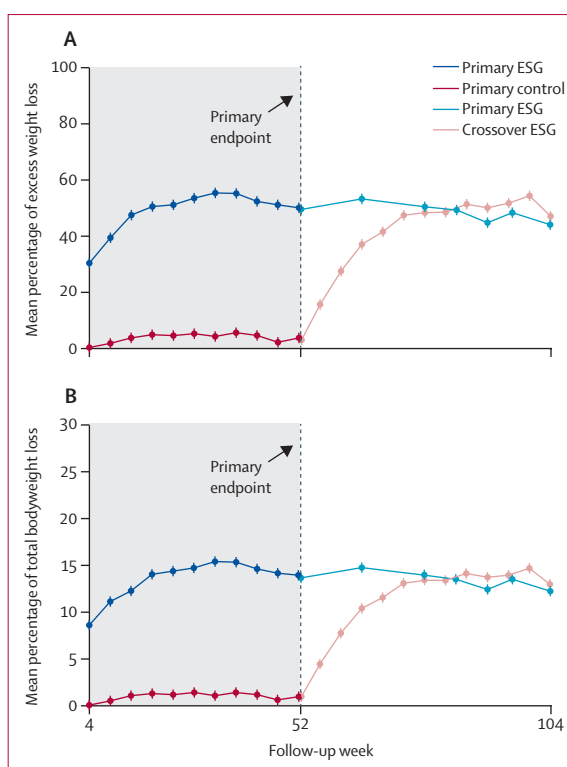 A
Mean percentage of excess weight loss
100
80
60
40
20
0
Primary
endpoint
Primary ESG
Primary control
Primary ESG
Crossover ESG
B
Mean percentage of total bodyweight loss
30
25
20
15
10
5
0
Primary
endpoint
4
52
104
Follow-up week